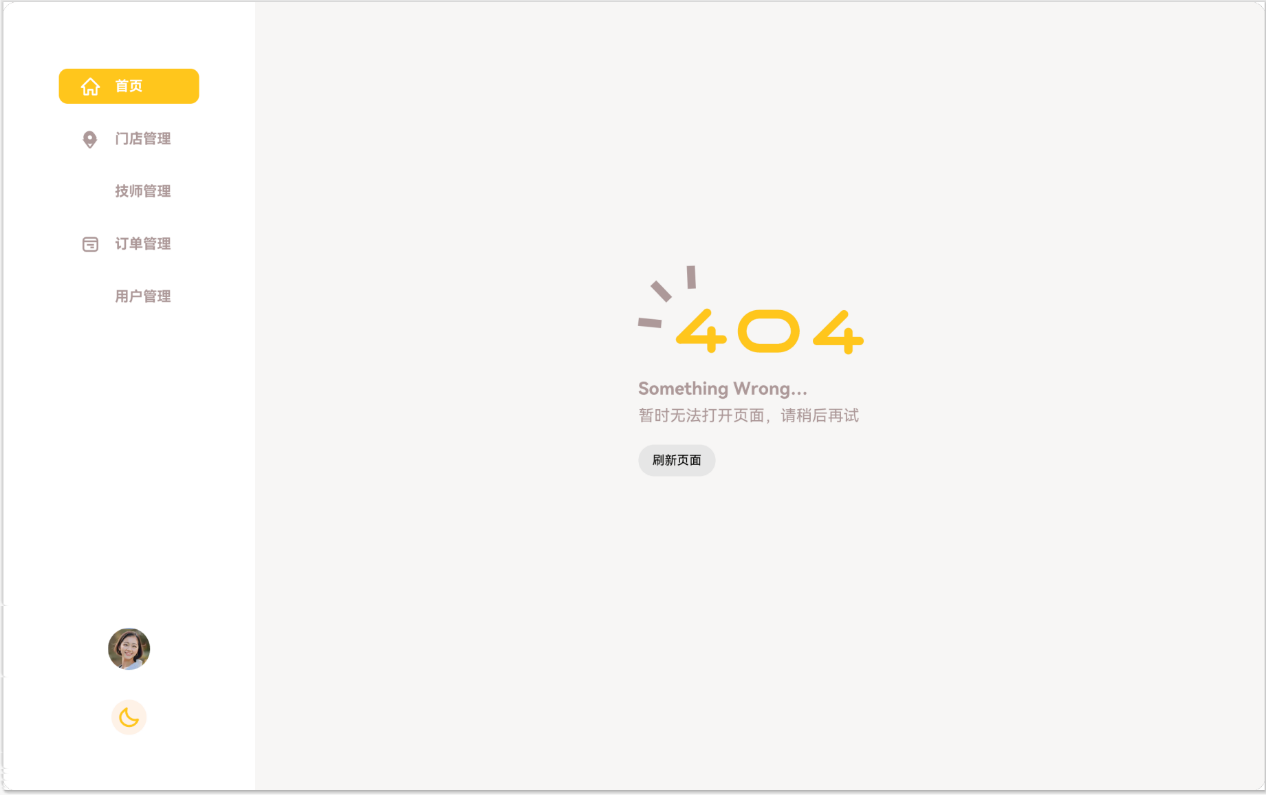 首页
门店管理
技师管理
订单管理
用户管理
404
Something Wrong...
暂时无法打开页面，请稍后再试
刷新页面